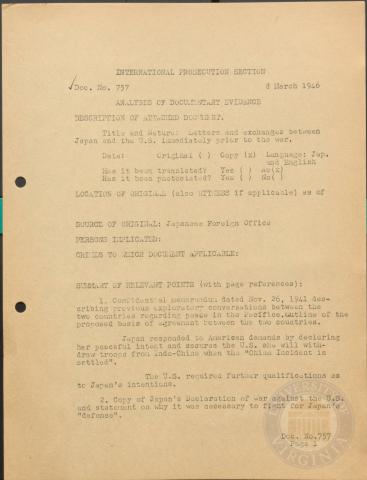 INTERNATIONAL PROSECUTION SECTION
Doc. No. 757 8 March 1946
ANALYSIS OF DOCUMENTARY EVIDENCE
DESCRIPTION OF ATTACHED DOCUMENT.
Title and Nature: Letters and exchanges between
Japan and the U.S. immediately prior to the war.
Date: Original ( ) Copy (x) Language: Jap.
and English
Has it been translated? Yes ( ) No(x)
Has it been photostated? Yes ( ) No( )
LOCATION OF ORIGINAL (also WITNESS if applicable) as of
SOURCE OF ORIGINAL: Japanese Foreign Office
PERSONS IMPLICATED:
CRIMES TO WHICH DOCUMENT APPLICABLE:
SUMMARY OF RELEVANT POINTS (with page references):
1. Confidential memorandum dated Nov. 26, 1941 des-
cribing previous exploratory conversations between the
two countries regarding peace in the Pacific. Outline of the
proposed basis of agreement between the two countries.
Japan responded to American demands by declaring
her peaceful intent and assures the U.S. she will with-
draw troops from Indo-China when the "China Incident is
settled".
The U.S. required further qualifications as
to Japan's intentions.
2. Copy of Japan's Declaration of war against the U.S.
and statement on why it was necessary to fight for Japan's
"defense".
Doc. No.757
Page 1
UNIVERSITY OF VIRGINIA